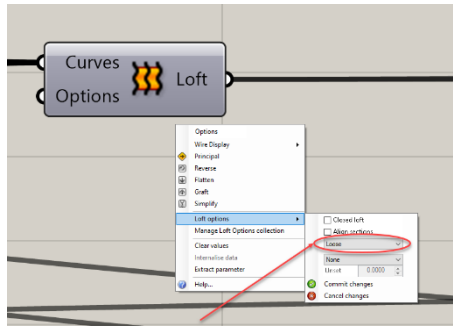 Curves
Loft
Options
Options
Wire Display
Principal
Reverse
Flatten
Graft
Simplify
Loft options
Manage Loft Options collection
Clear values
Internalise data
Extract parameter
Help...
Closed loft
Align sections
Loose
None
Unset 0.0000
Commit changes
Cancel changes